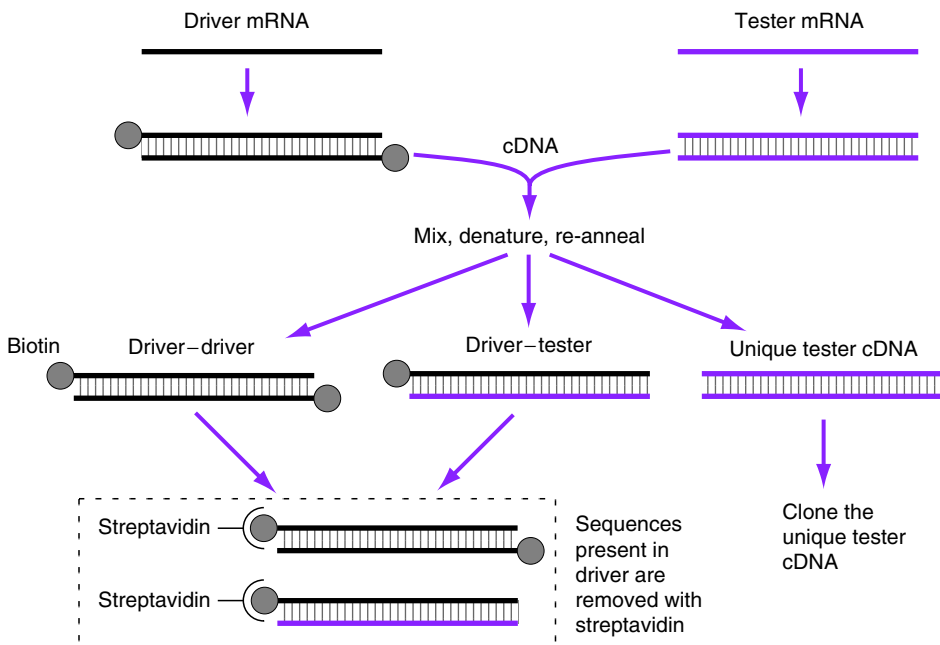 Driver mRNA
Tester mRNA
cDNA
Mix, denature, re-anneal
Biotin
Driver–driver
Driver–tester
Unique tester cDNA
Streptavidin
Streptavidin
Sequences
present in
driver are
removed with
streptavidin
Clone the
unique tester
cDNA